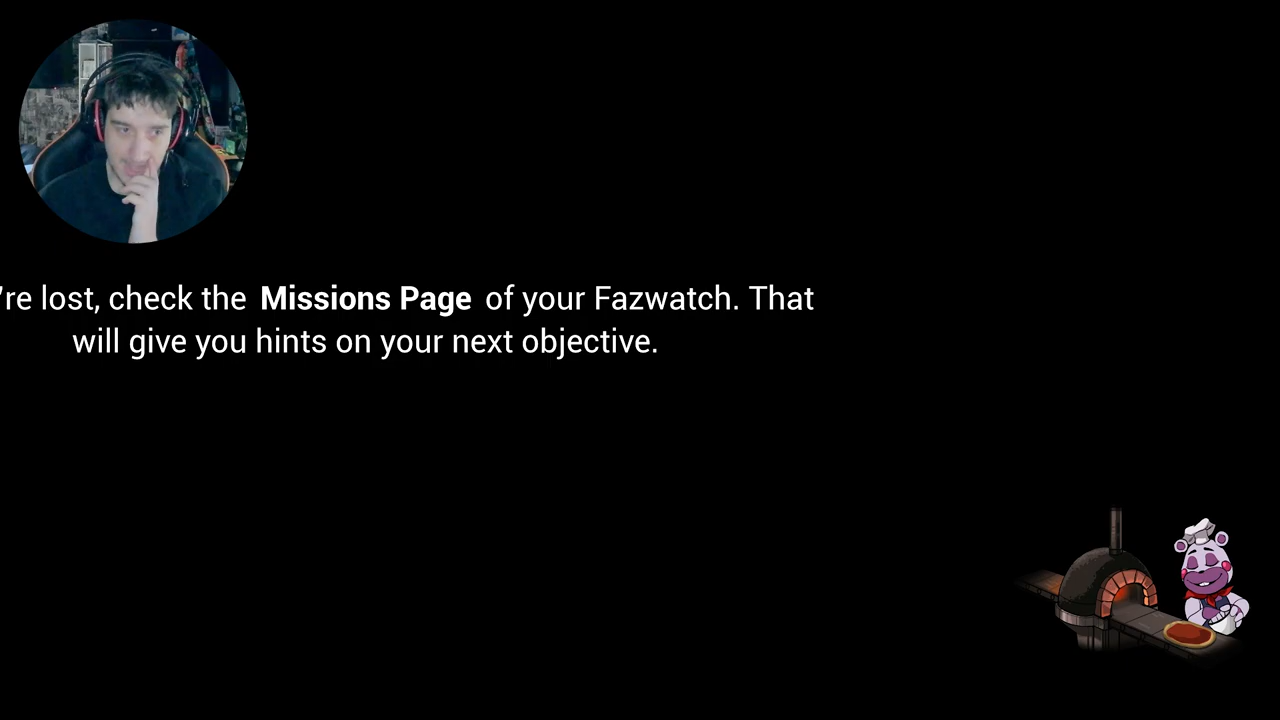 're lost, check the Missions Page of your Fazwatch. That
will give you hints on your next objective.